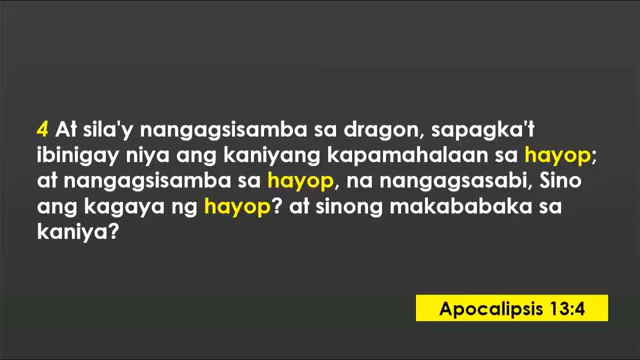 4 At sila'y nangagsisamba sa dragon, sapagka't
ibinigay niya ang kaniyang kapamahalaan sa hayop;
at nangagsisamba sa hayop, na nangagsasabi, Sino
ang kagaya ng hayop? at sinong makababaka sa
kaniya?
Apocalipsis 13:4